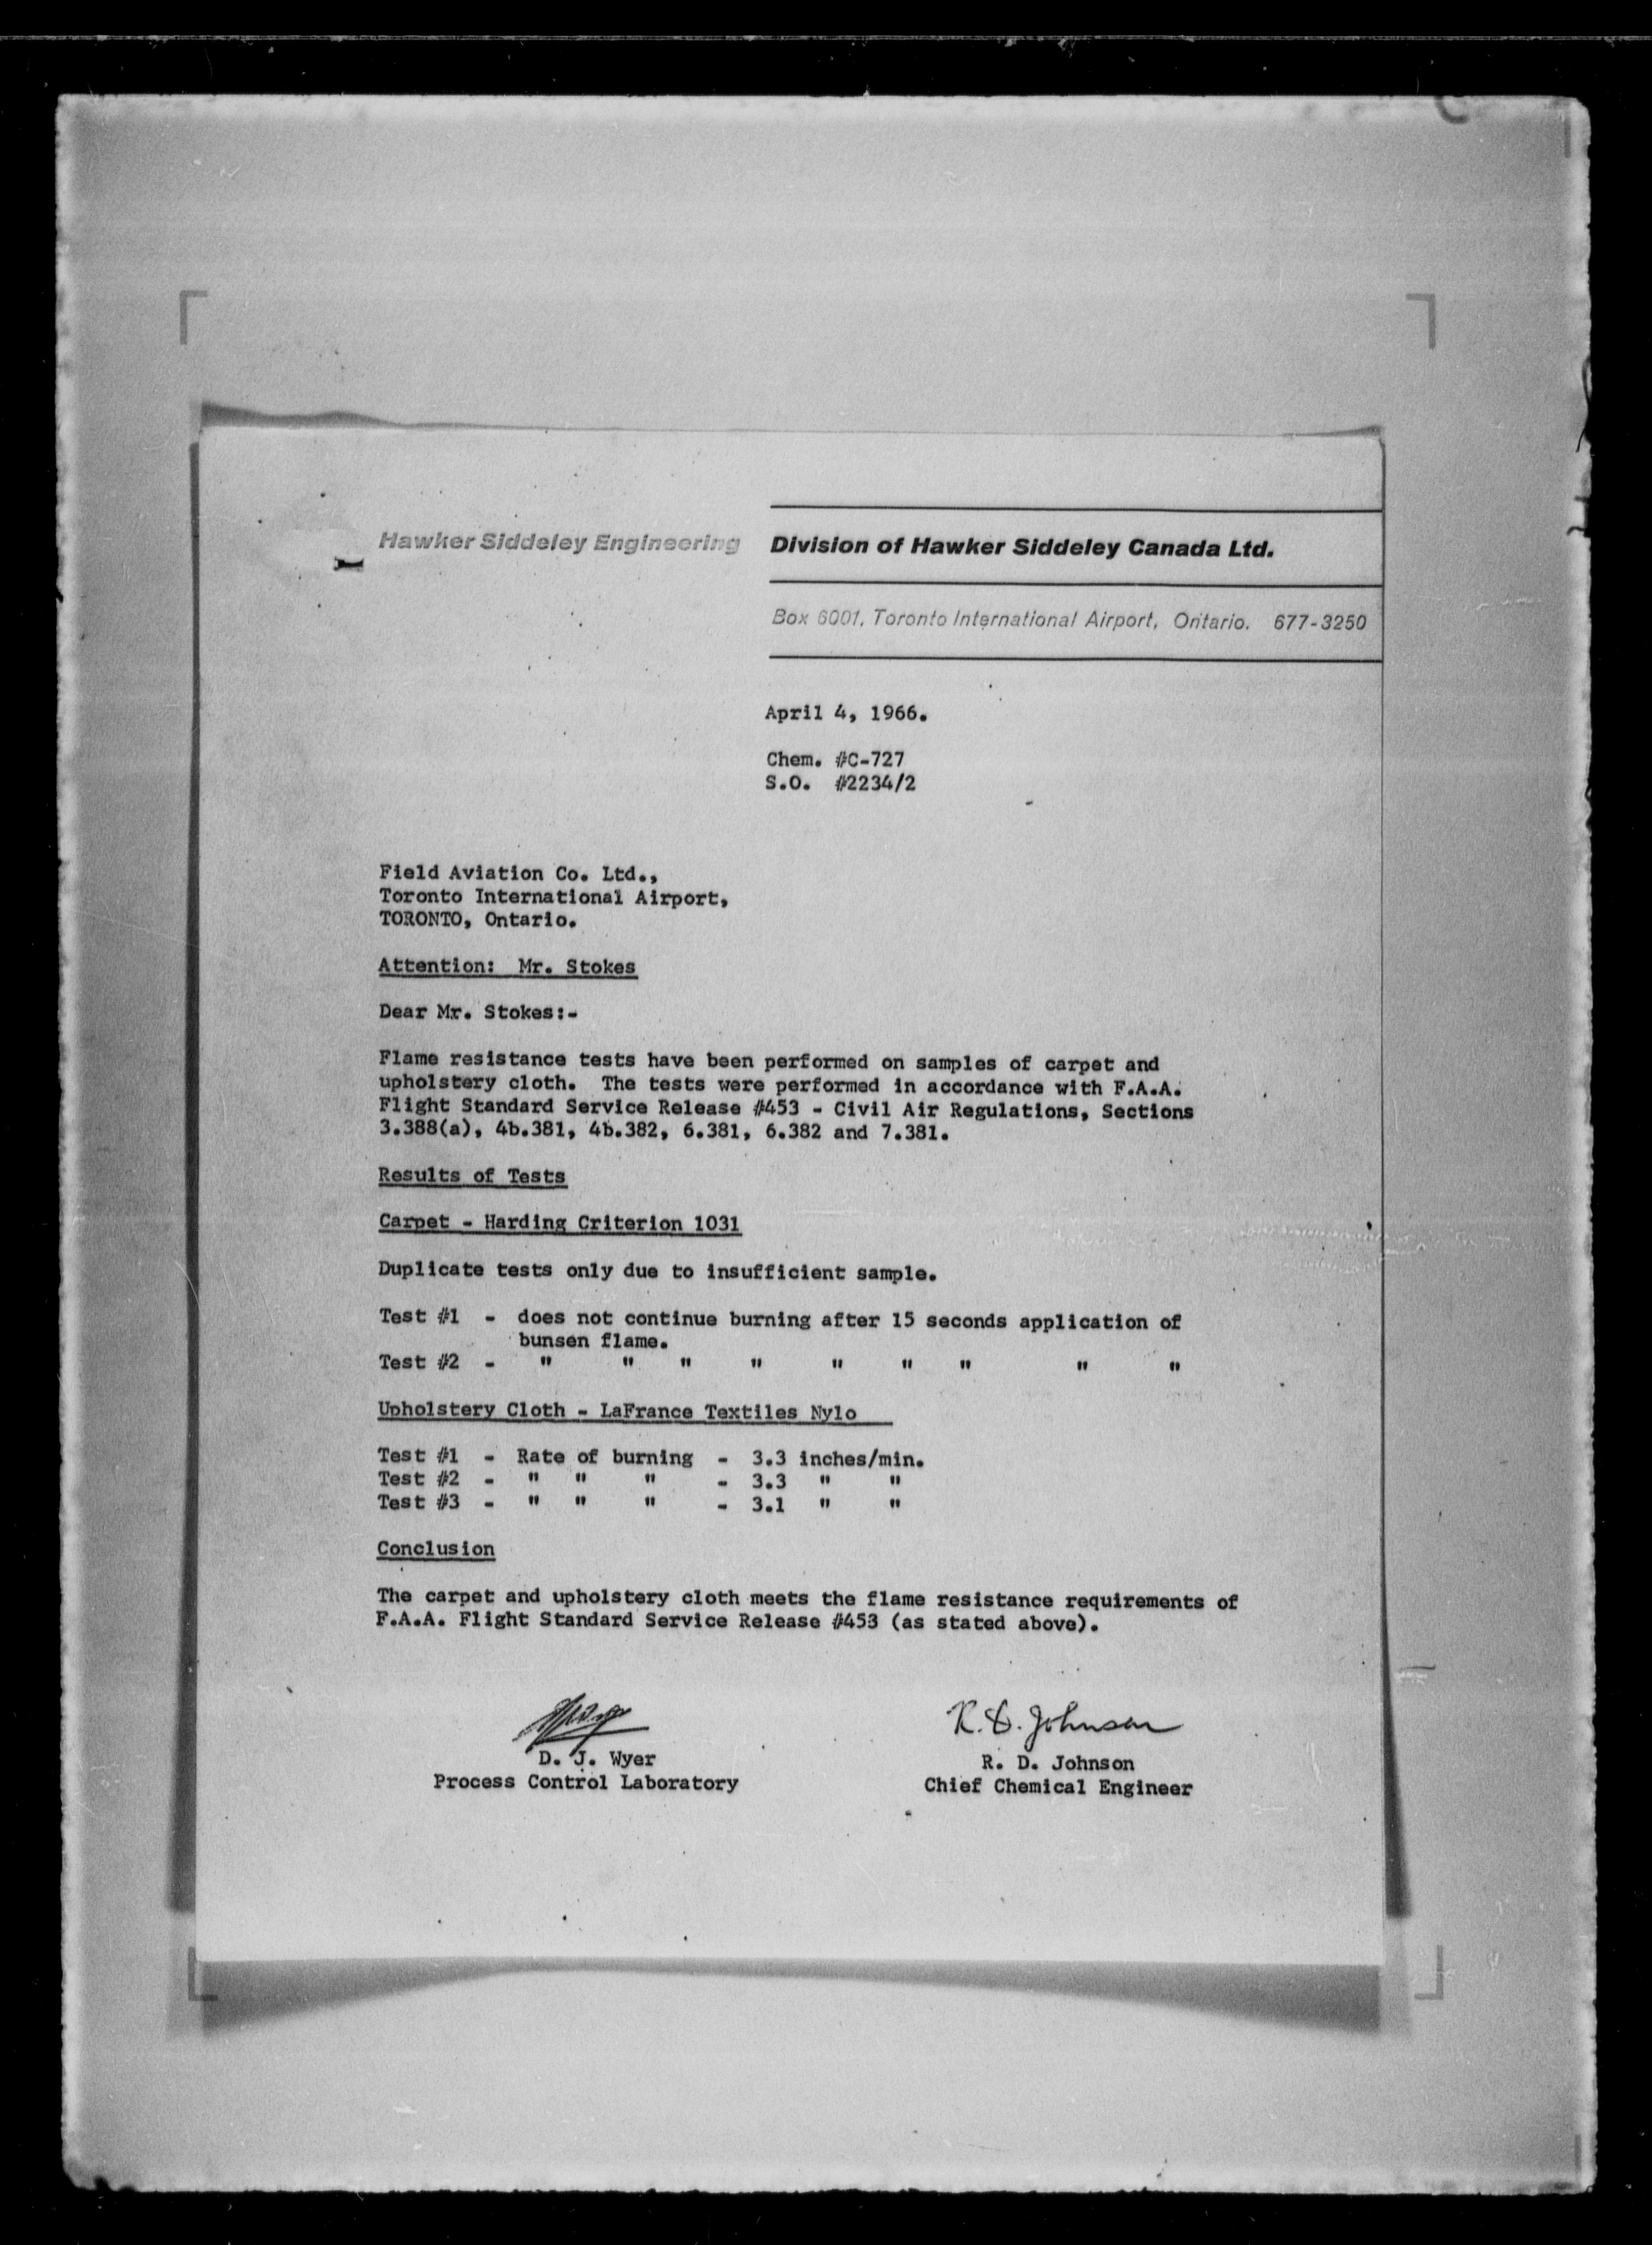 Hawker Siddeley Engineering
Division of Hawker Siddeley Canada Ltd.
Box 6001, Toronto International Airport, Ontario. 677-3250
April 4, 1966.
Chem. #C-727
S.O. #2234/2
Field Aviation Co. Ltd.,
Toronto International Airport,
TORONTO, Ontario.
Attention: Mr. Stokes
Dear Mr. Stokes:-
Flame resistance tests have been performed on samples of carpet and
upholstery cloth. The tests were performed in accordance with F.A.A.
Flight Standard Service Release #453 - Civil Air Regulations, Sections
3.388(a), 4b.381, 4b.382, 6.381, 6.382 and 7.381.
Results of Tests
Carpet - Harding Criterion 1031
Duplicate tests only due to insufficient sample.
Test #1 - does not continue burning after 15 seconds application of
bunsen flame.
Test #2 - " " " " " " " " "
Upholstery Cloth - LaFrance Textiles Nylo
Test #1 - Rate of burning - 3.3 inches/min.
Test #2 - " " " - 3.3 " "
Test #3 - " " " - 3.1 " "
Conclusion
The carpet and upholstery cloth meets the flame resistance requirements of
F.A.A. Flight Standard Service Release #453 (as stated above).
R. D. Johnson
D. J. Wyer
Process Control Laboratory
R. D. Johnson
Chief Chemical Engineer